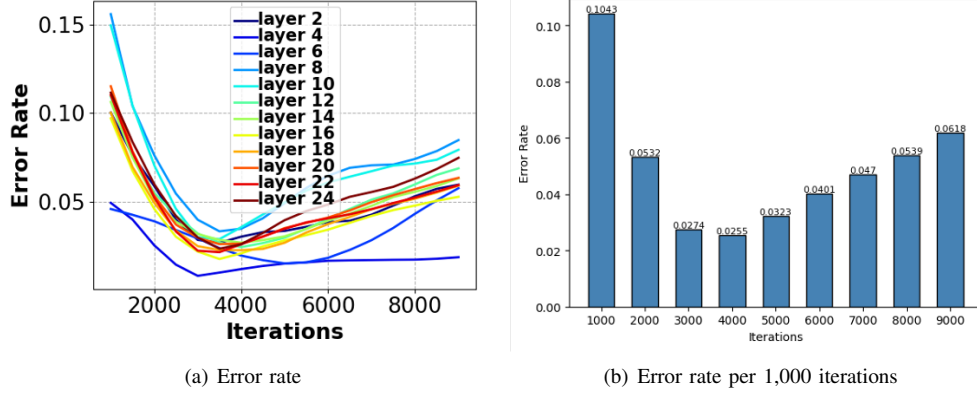 0.15
0.10
0.05
Error Rate
layer 2
layer 4
layer 6
layer 8
layer 10
layer 12
layer 14
layer 16
layer 18
layer 20
layer 22
layer 24
2000 4000 6000 8000
Iterations
(a) Error rate
0.10
0.08
0.06
0.04
0.02
0.00
Error Rate
0.1043
0.0532
0.0274
0.0255
0.0323
0.0401
0.047
0.0539
0.0618
1000 2000 3000 4000 5000 6000 7000 8000 9000
Iterations
(b) Error rate per 1,000 iterations